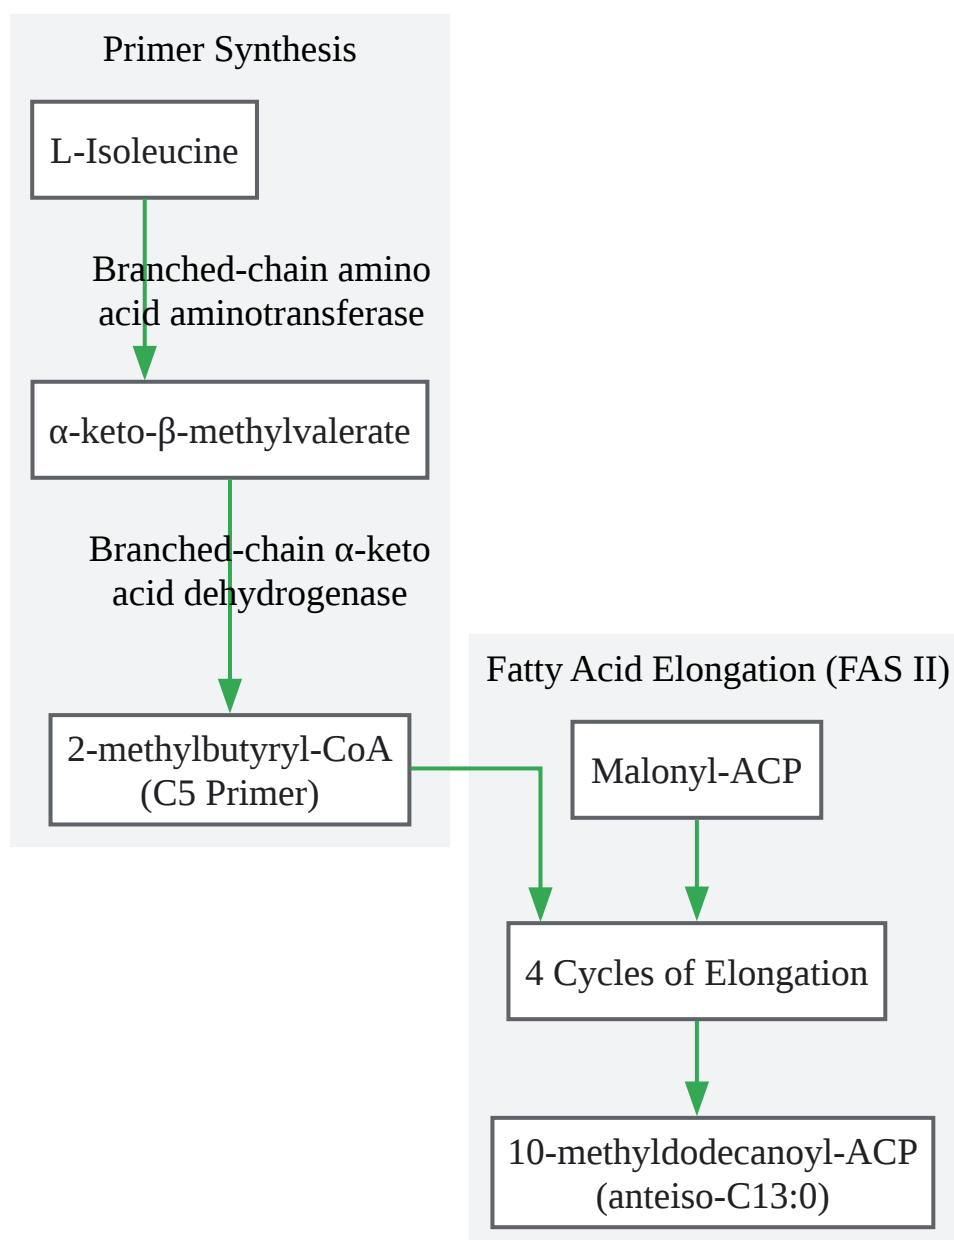 Primer Synthesis
L-Isoleucine
Branched-chain amino
acid aminotransferase
α-keto-β-methylvalerate
Branched-chain α-keto
acid dehydrogenase
2-methylbutyryl-CoA
(C5 Primer)
Fatty Acid Elongation (FAS II)
Malonyl-ACP
4 Cycles of Elongation
10-methyldodecanoyl-ACP
(anteiso-C13:0)